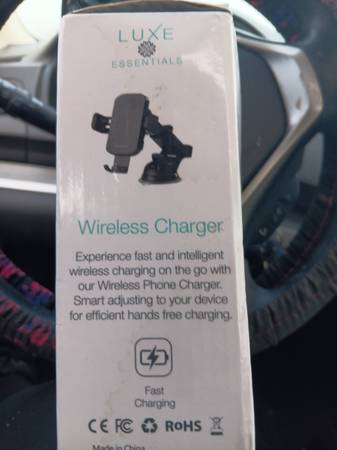 LUXE
ESSENTIALS
Wireless Charger
Experience fast and intelligent
wireless charging on the go with
our Wireless Phone Charger.
Smart adjusting to your device
for efficient hands free charging.
Fast
Charging
CE FC RoHS
Made in China